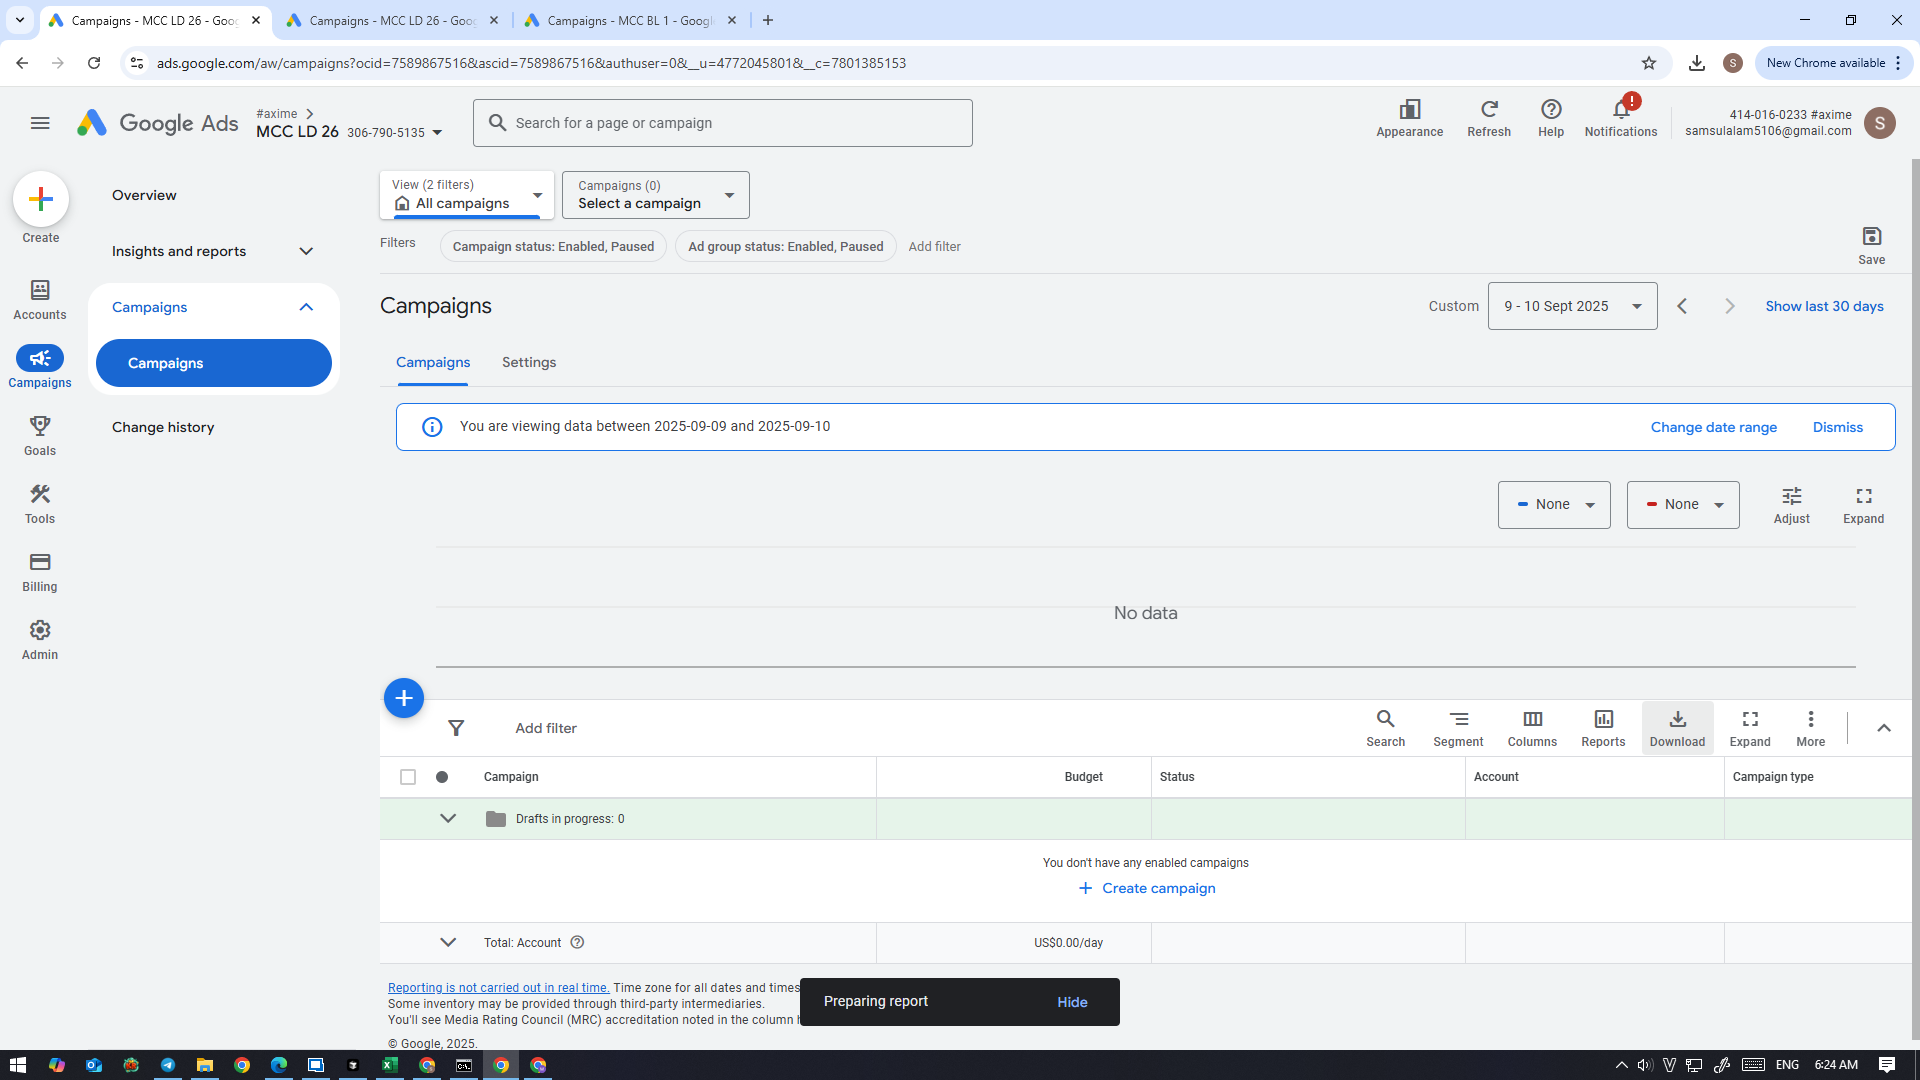 Campaigns - MCC LD 26 - Goog
Campaigns - MCC LD 26 - Goog
Campaigns - MCC BL 1 - Google
ads.google.com/aw/campaigns?ocid=7589867516&ascid=7589867516&authuser=0&__u=4772045801&__c=7801385153
S
New Chrome available
Google Ads
#axime
MCC LD 26 306-790-5135
Search for a page or campaign
Appearance
Refresh
Help
!
Notifications
414-016-0233 #axime
samsulalam5106@gmail.com
S
Create
Accounts
Campaigns
Goals
Tools
Billing
Admin
Overview
Insights and reports
Campaigns
Campaigns
Change history
View (2 filters)
All campaigns
Campaigns (0)
Select a campaign
Filters
Campaign status: Enabled, Paused
Ad group status: Enabled, Paused
Add filter
Save
Campaigns
Custom
9 - 10 Sept 2025
Show last 30 days
Campaigns
Settings
You are viewing data between 2025-09-09 and 2025-09-10
Change date range
Dismiss
None
None
Adjust
Expand
No data
Add filter
Search
Segment
Columns
Reports
Download
Expand
More
Campaign
Budget
Status
Account
Campaign type
Drafts in progress: 0
You don't have any enabled campaigns
Create campaign
Total: Account
US$0.00/day
Reporting is not carried out in real time. Time zone for all dates and times
Some inventory may be provided through third-party intermediaries.
You'll see Media Rating Council (MRC) accreditation noted in the column h
© Google, 2025.
Preparing report
Hide
ENG
6:24 AM